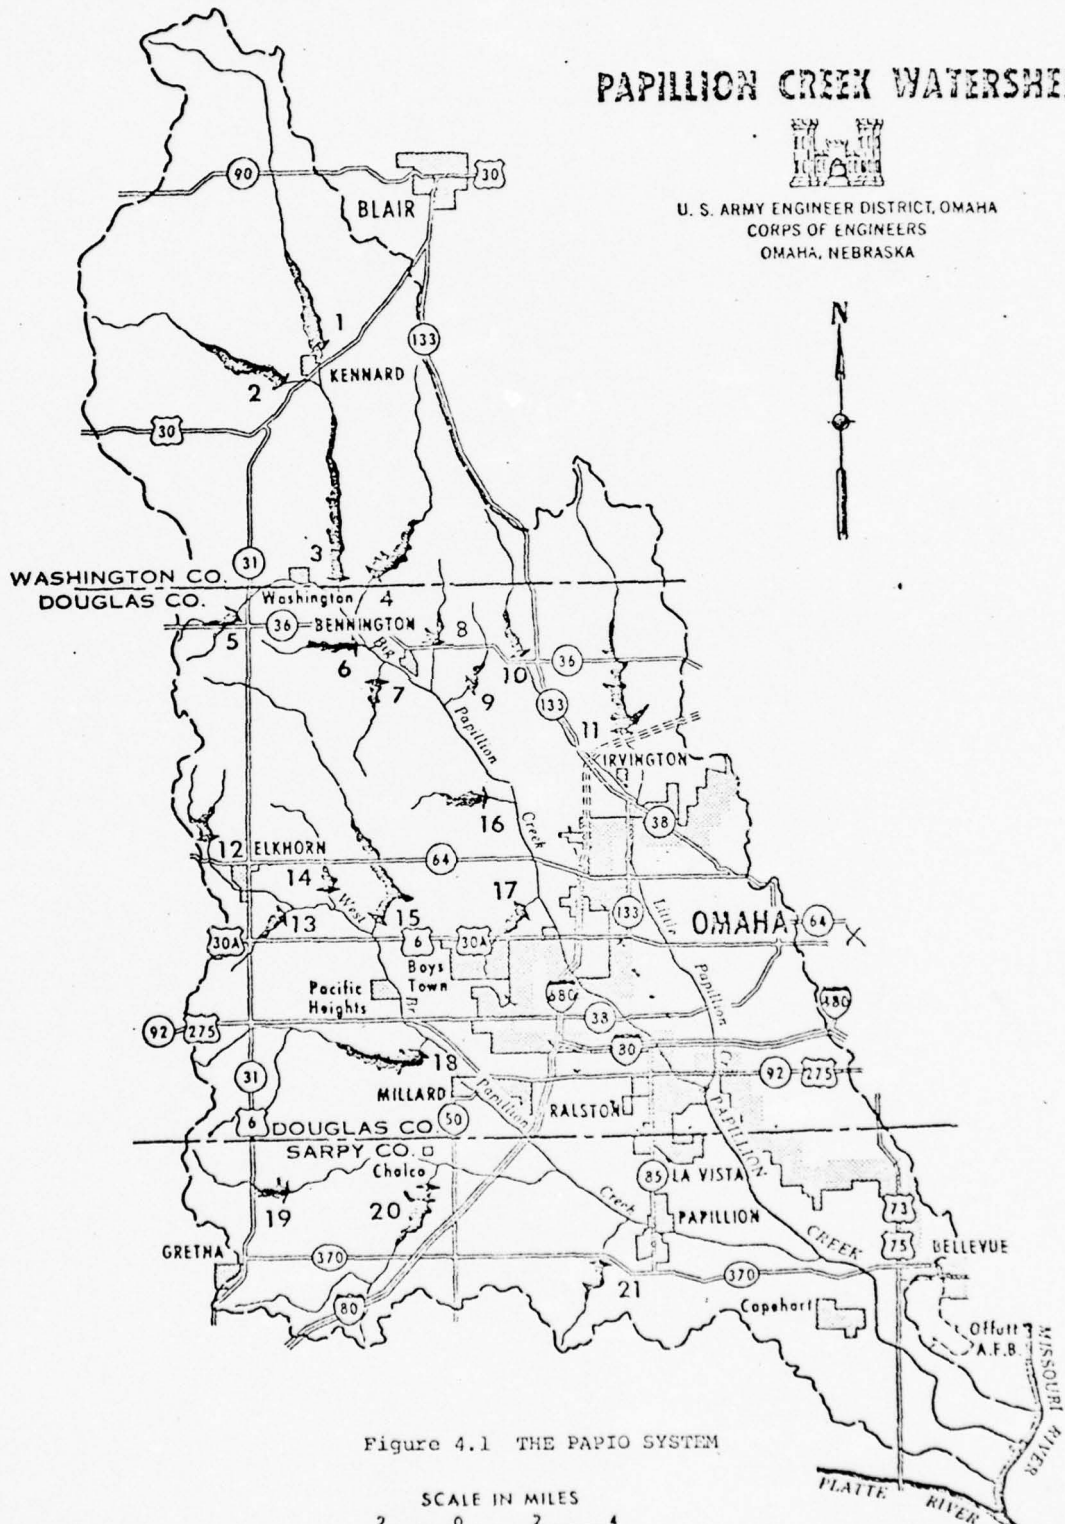 PAPILLION CREEK WATERSHE
U. S. ARMY ENGINEER DISTRICT, OMAHA
CORPS OF ENGINEERS
OMAHA, NEBRASKA
N
90
30
BLAIR
1
133
KENNARD
2
30
3
31
WASHINGTON CO.
DOUGLAS CO.
Washington
4
5
36
BENNINGTON
Big
8
6
7
9
10
36
133
Papillion
11
IRVINGTON
16
Creek
38
12
ELKHORN
64
14
West
17
13
15
133
Little
OMAHA
64
30A
6
30A
Boys
Town
Pacific
Heights
Br.
680
Papillion
38
480
92
275
80
18
92
275
31
MILLARD
Papillion
RALSTON
PAPILLION
6
DOUGLAS CO.
50
SARPY CO.
Chalco
85
LA VISTA
19
20
Creek
PAPILLION
73
GRETNA
370
CREEK
75
BELLEVUE
370
21
80
Capehart
Offutt
A.F.B.
MISSOURI
RIVER
PLATTE RIVER
Figure 4.1 THE PAPIO SYSTEM
SCALE IN MILES
2 0 2 4